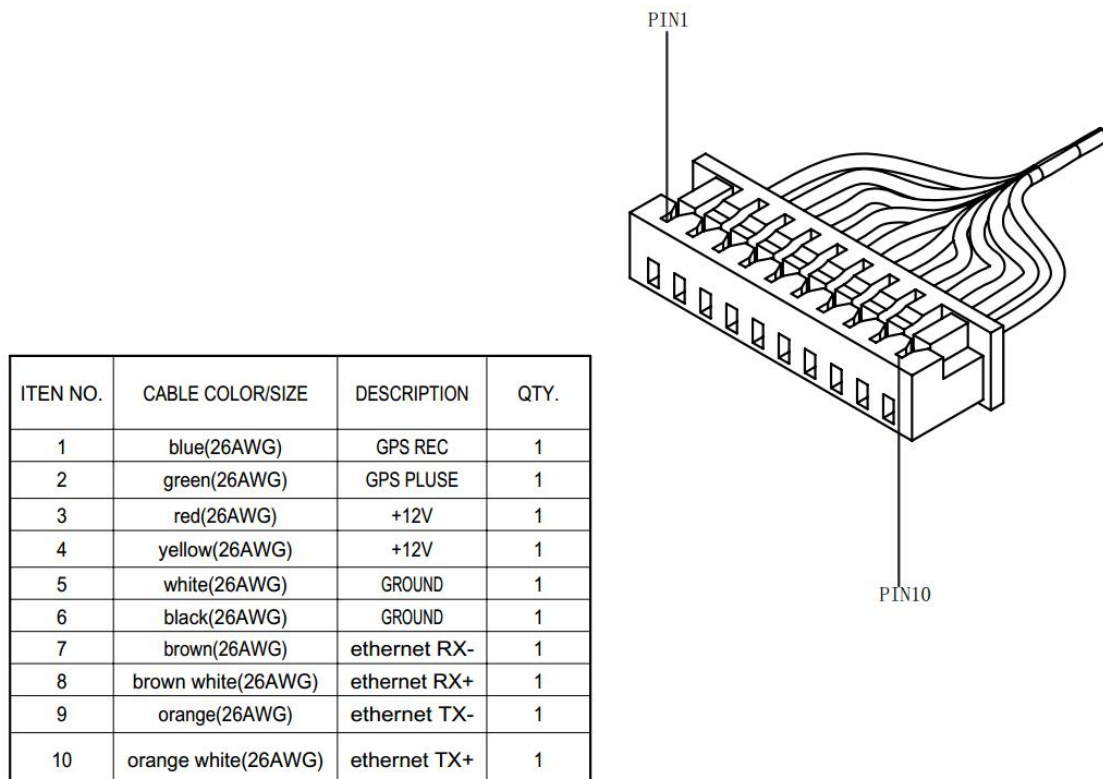 PIN1
PIN10
ITEN NO. CABLE COLOR/SIZE DESCRIPTION QTY.
1 blue(26AWG) GPS REC 1
2 green(26AWG) GPS PLUSE 1
3 red(26AWG) +12V 1
4 yellow(26AWG) +12V 1
5 white(26AWG) GROUND 1
6 black(26AWG) GROUND 1
7 brown(26AWG) ethernet RX- 1
8 brown white(26AWG) ethernet RX+ 1
9 orange(26AWG) ethernet TX- 1
10 orange white(26AWG) ethernet TX+ 1